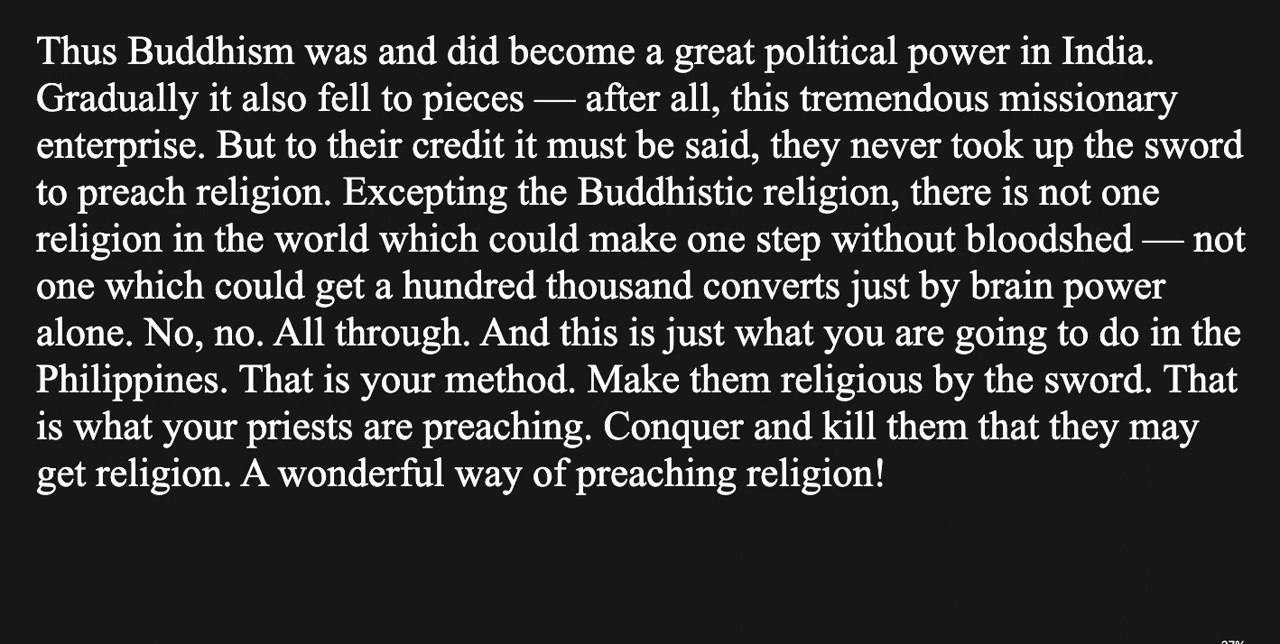 Thus Buddhism was and did become a great political power in India.
Gradually it also fell to pieces — after all, this tremendous missionary
enterprise. But to their credit it must be said, they never took up the sword
to preach religion. Excepting the Buddhistic religion, there is not one
religion in the world which could make one step without bloodshed — not
one which could get a hundred thousand converts just by brain power
alone. No, no. All through. And this is just what you are going to do in the
Philippines. That is your method. Make them religious by the sword. That
is what your priests are preaching. Conquer and kill them that they may
get religion. A wonderful way of preaching religion!